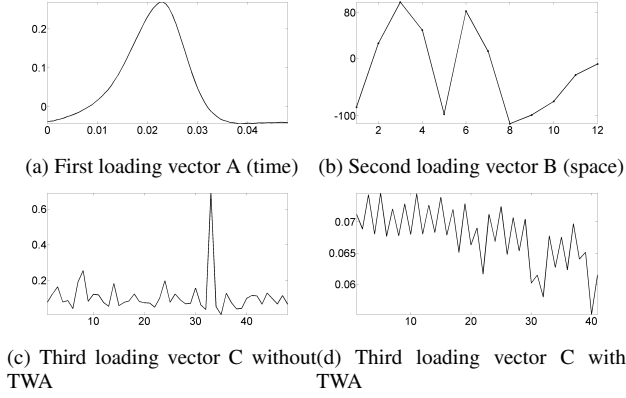 0.2
0.1
0
0 0.01 0.02 0.03 0.04
80
0
-100
2 4 6 8 10 12
(a) First loading vector A (time)
(b) Second loading vector B (space)
0.6
0.4
0.2
10 20 30 40
0.07
0.065
0.06
10 20 30 40
(c) Third loading vector C without
TWA
(d) Third loading vector C with
TWA